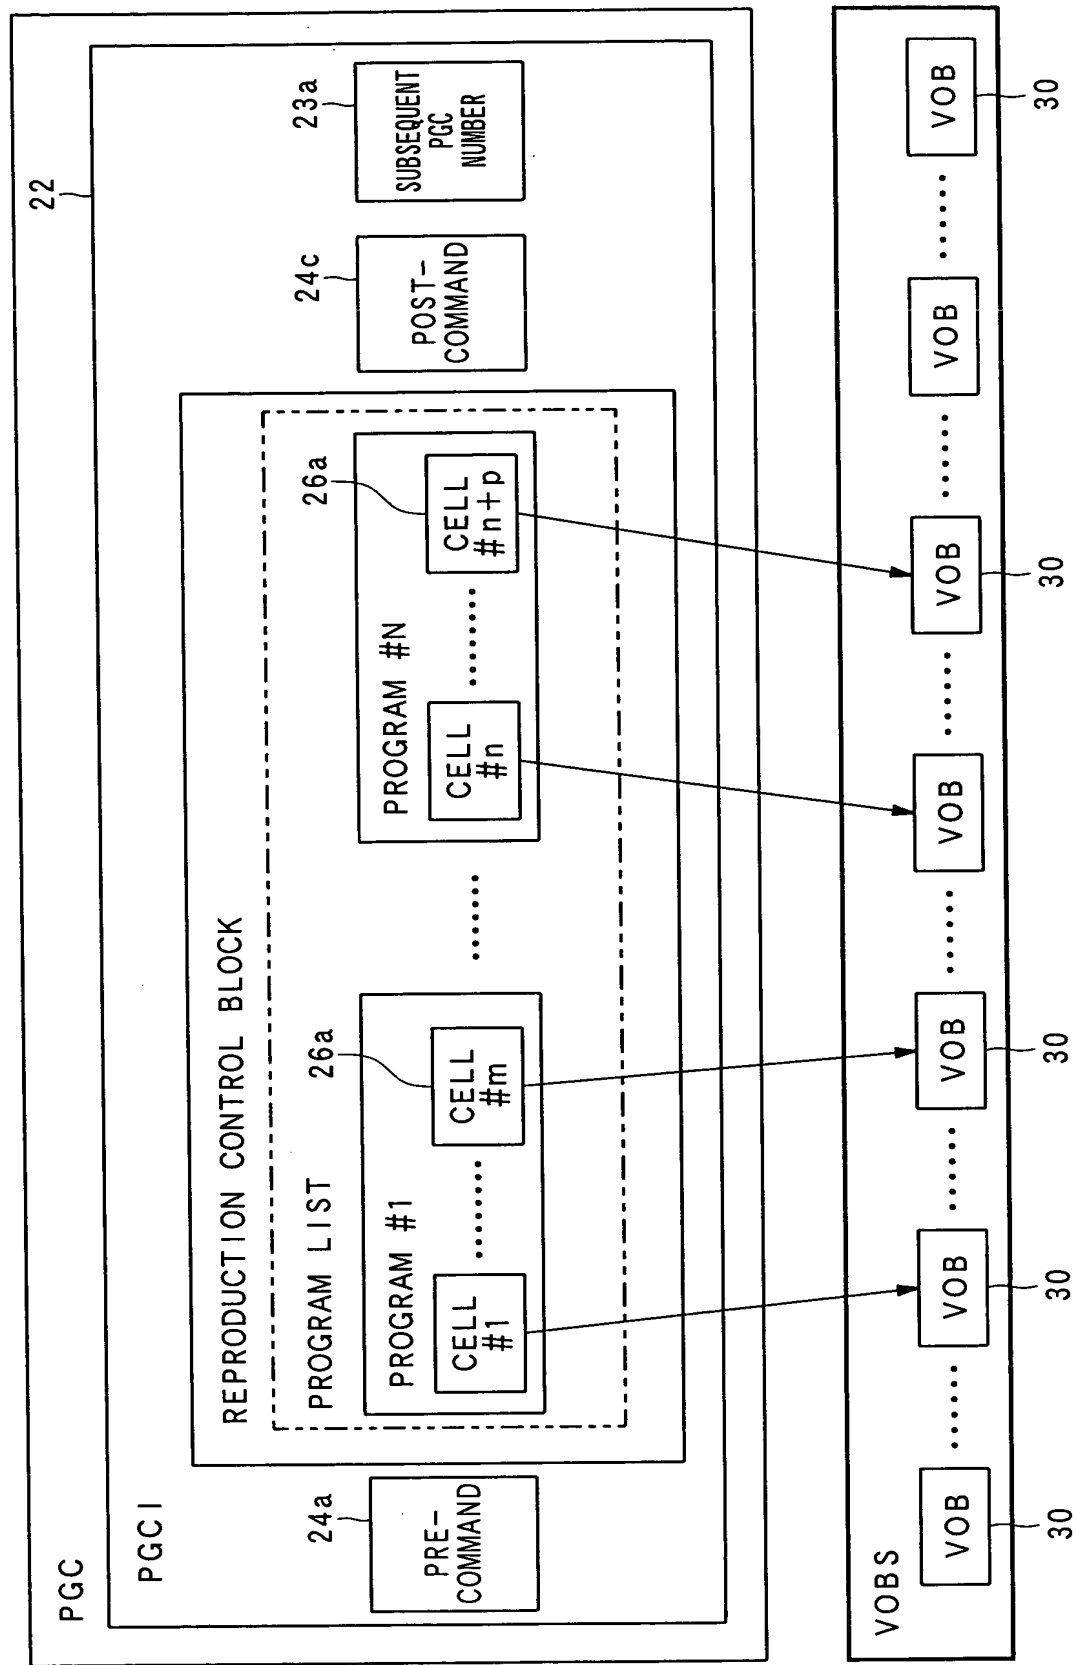 PGC
22
PGCI
24a
PRE-
COMMAND
REPRODUCTION CONTROL BLOCK
PROGRAM LIST
PROGRAM #1
CELL
#1
........
26a
CELL
#m
.......
PROGRAM #N
CELL
#n
........
26a
CELL
#n+p
24c
POST-
COMMAND
23a
SUBSEQUENT
PGC
NUMBER
VOBS
VOB
30
......
VOB
30
......
VOB
30
......
VOB
......
VOB
30
......
VOB
......
VOB
30